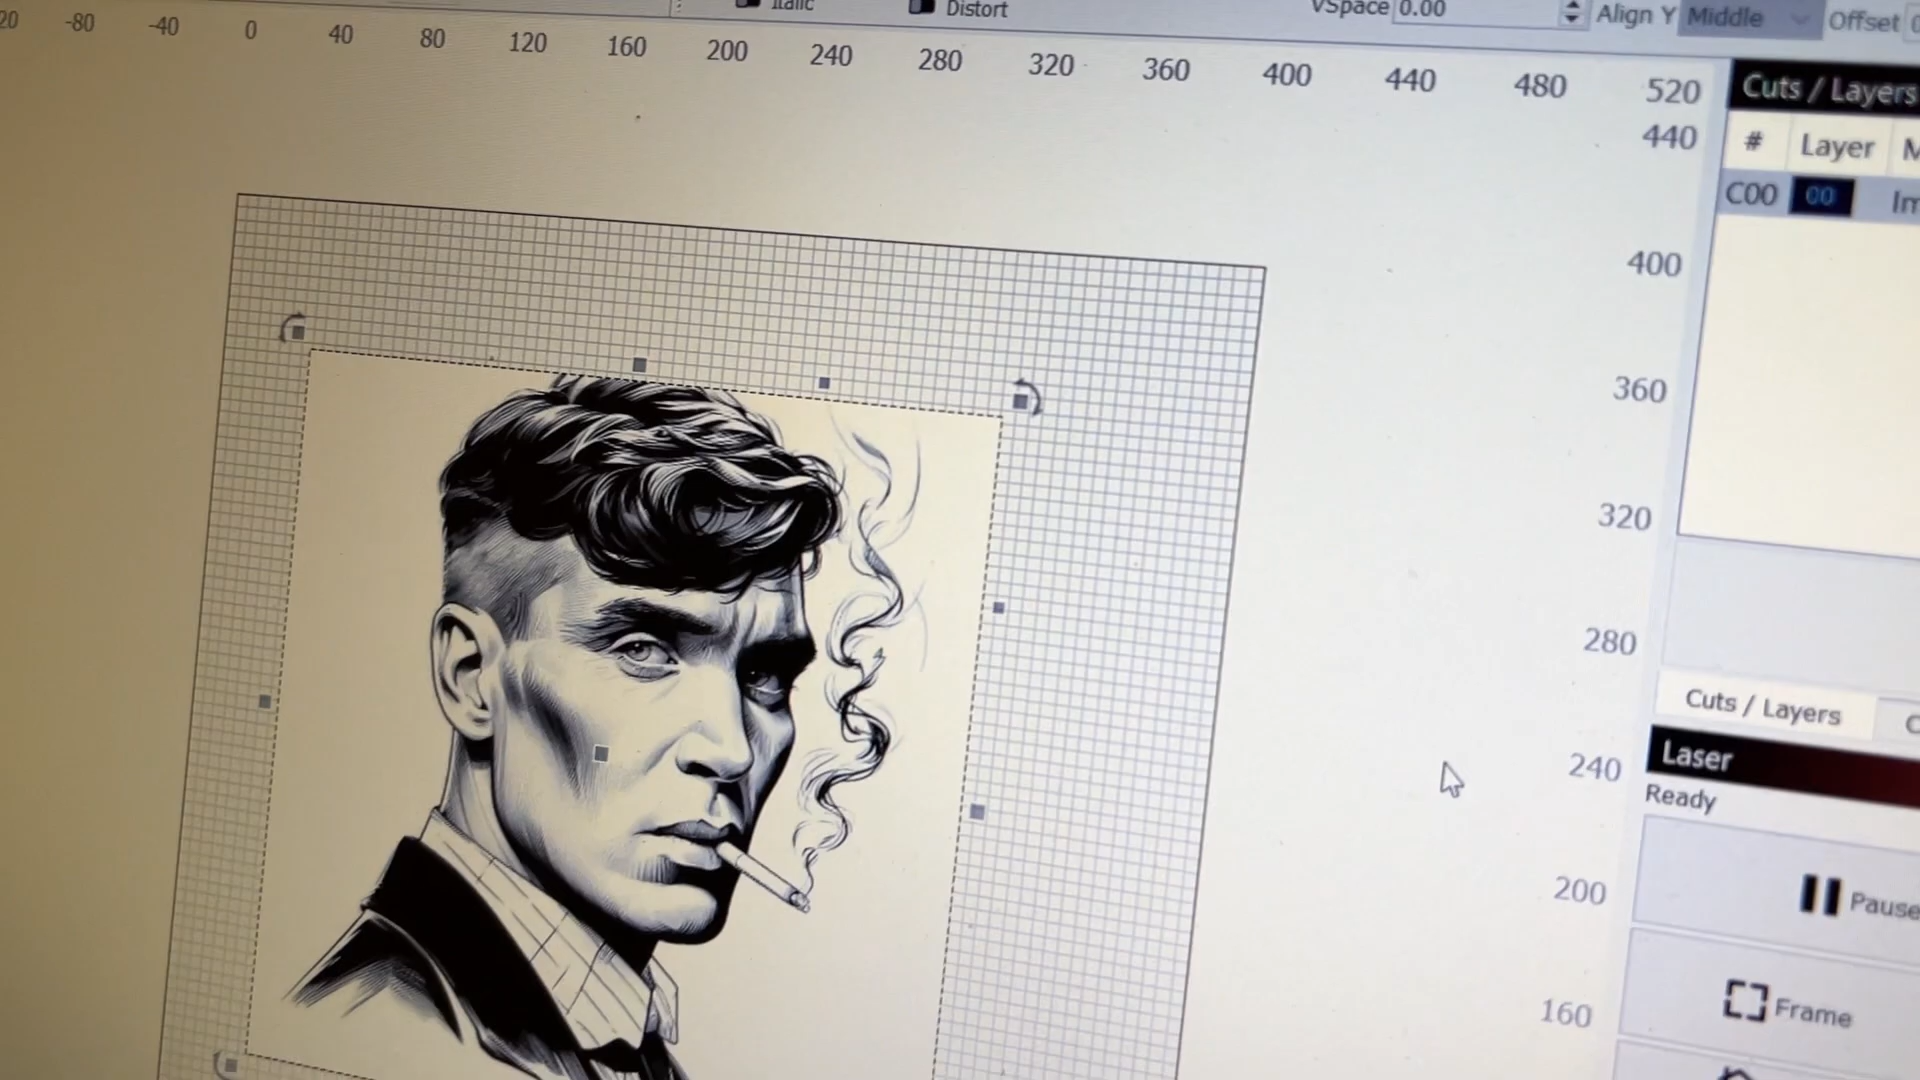 Italic Distort VSpace 0.00 Align Y Middle Offset
20 -80 -40 0 40 80 120 160 200 240 280 320 360 400 440 480 520
440
Cuts / Layers
# Layer
C00 00
400
360
320
280
Cuts / Layers
240
Laser
Ready
200
Pause
160
Frame